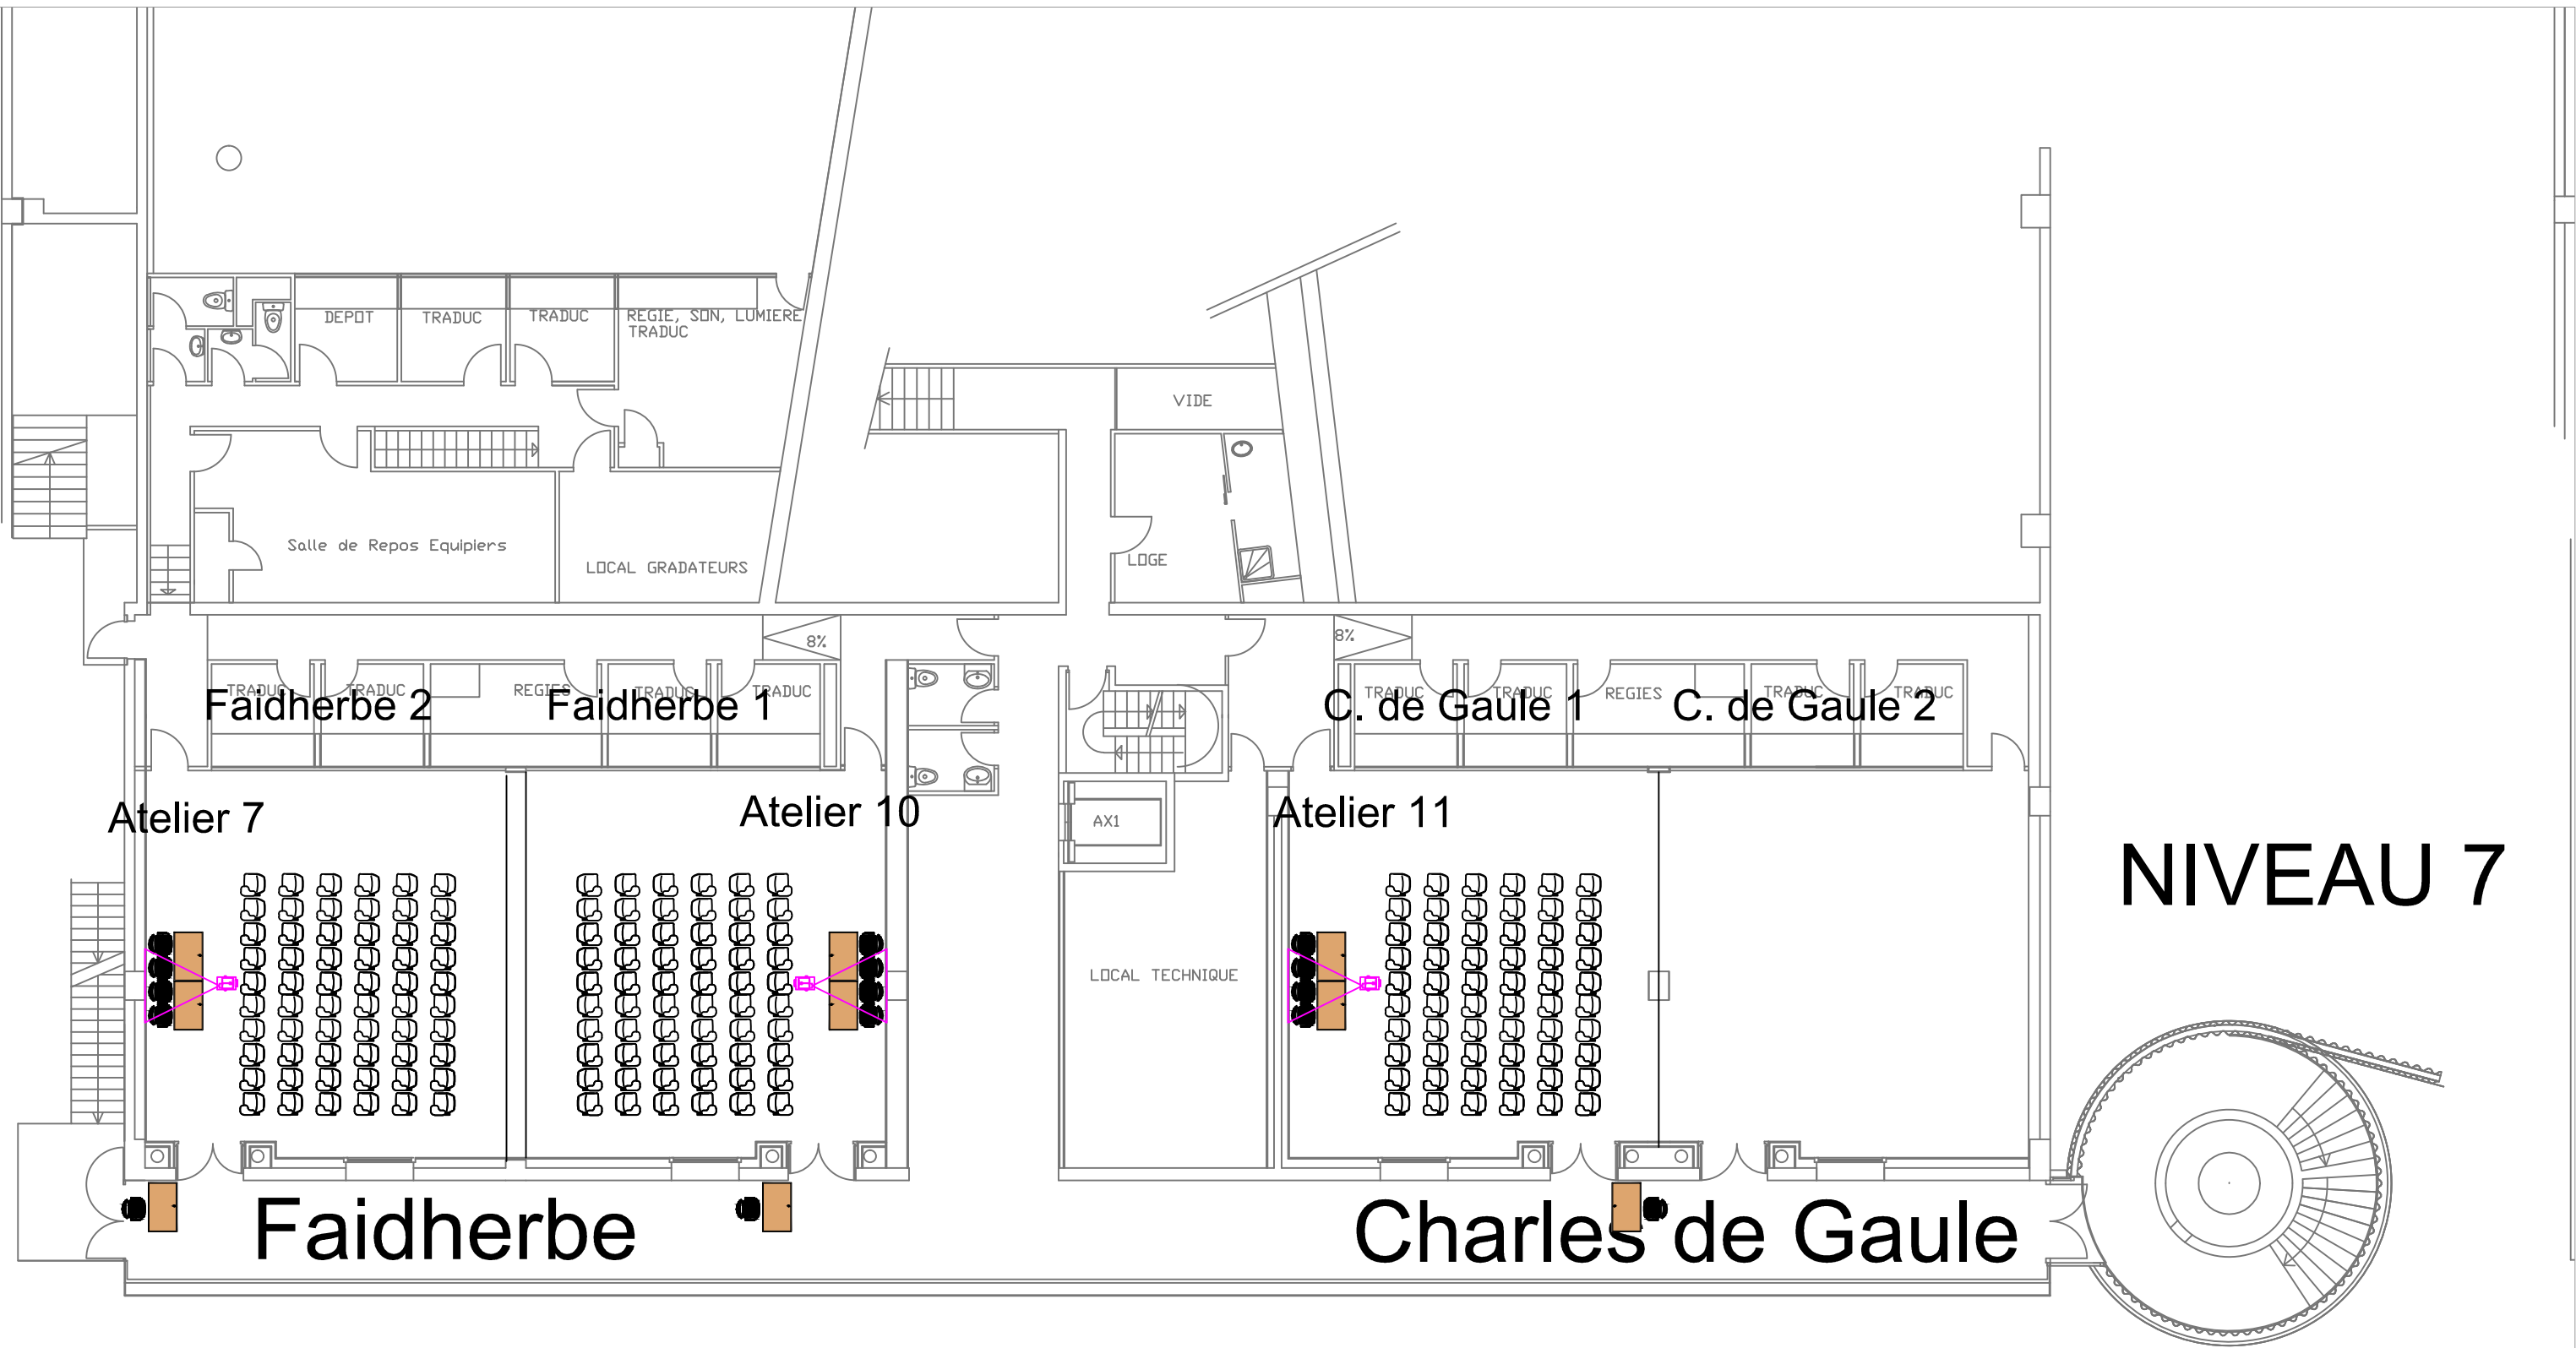 DEPOT
TRADUC
TRADUC
REGIE, SON, LUMIERE
TRADUC
VIDE
Salle de Repos Equipiers
LOCAL GRADATEURS
LOGE
8%
8%
TRADUC
TRADUC
REGIES
TRADUC
TRADUC
TRADUC
TRADUC
REGIES
TRADUC
TRADUC
Faidherbe 2
Faidherbe 1
C. de Gaule 1
C. de Gaule 2
Atelier 7
Atelier 10
Atelier 11
AX1
NIVEAU 7
LOCAL TECHNIQUE
Faidherbe
Charles de Gaule